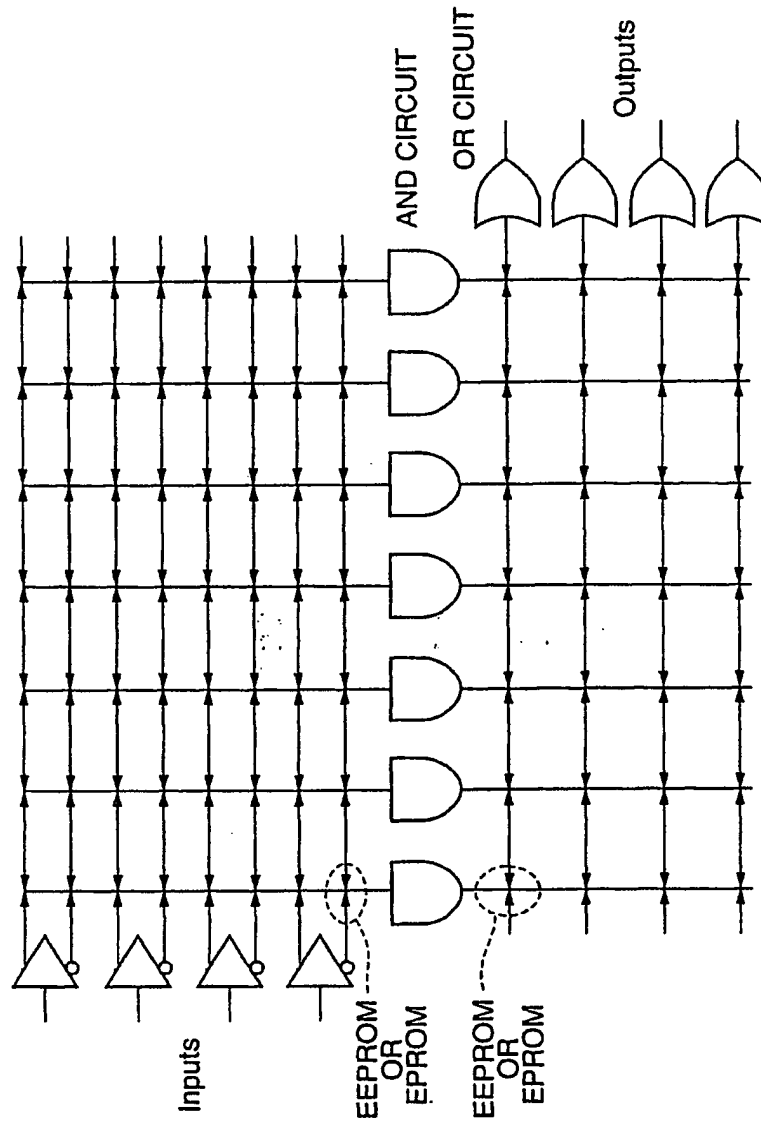 Inputs
EEPROM
OR
EPROM
EEPROM
OR
EPROM
AND CIRCUIT
OR CIRCUIT
Outputs